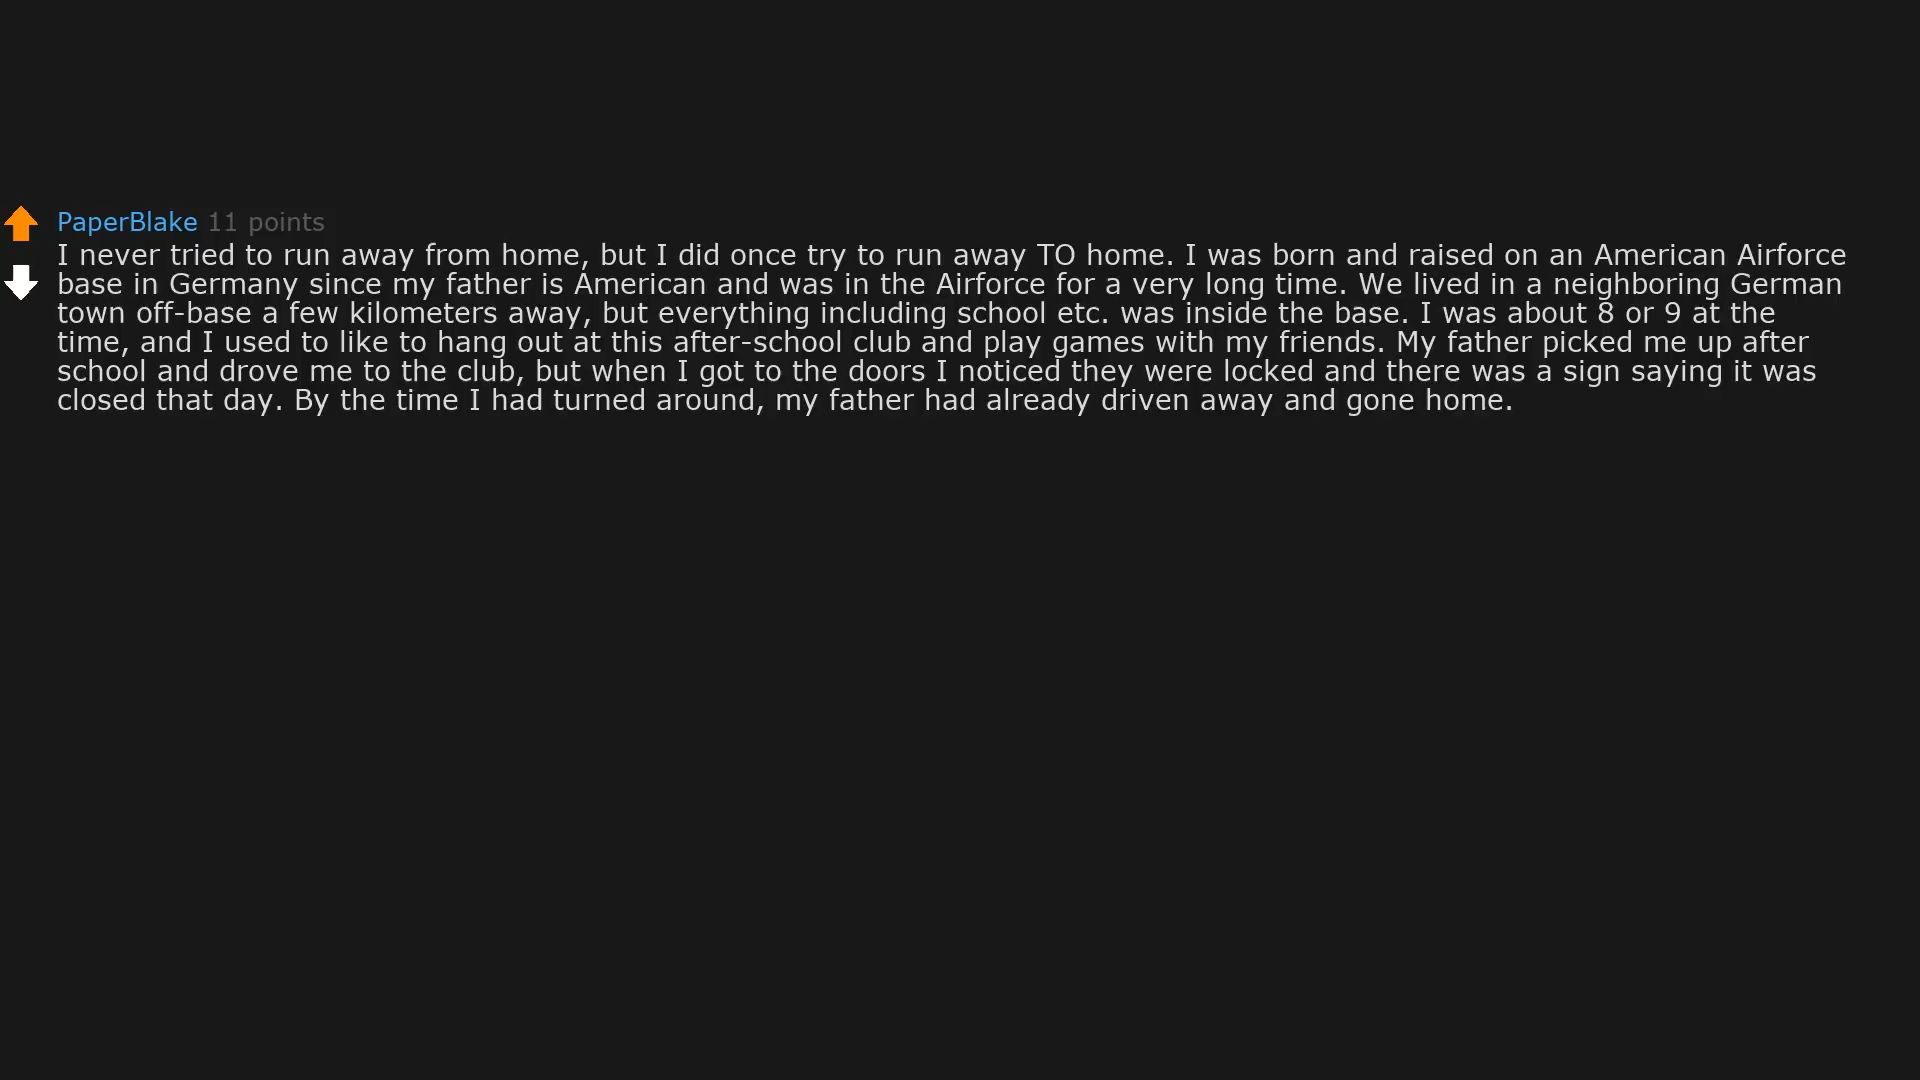 PaperBlake 11 points
I never tried to run away from home, but I did once try to run away TO home. I was born and raised on an American Airforce
base in Germany since my father is American and was in the Airforce for a very long time. We lived in a neighboring German
town off-base a few kilometers away, but everything including school etc. was inside the base. I was about 8 or 9 at the
time, and I used to like to hang out at this after-school club and play games with my friends. My father picked me up after
school and drove me to the club, but when I got to the doors I noticed they were locked and there was a sign saying it was
closed that day. By the time I had turned around, my father had already driven away and gone home.